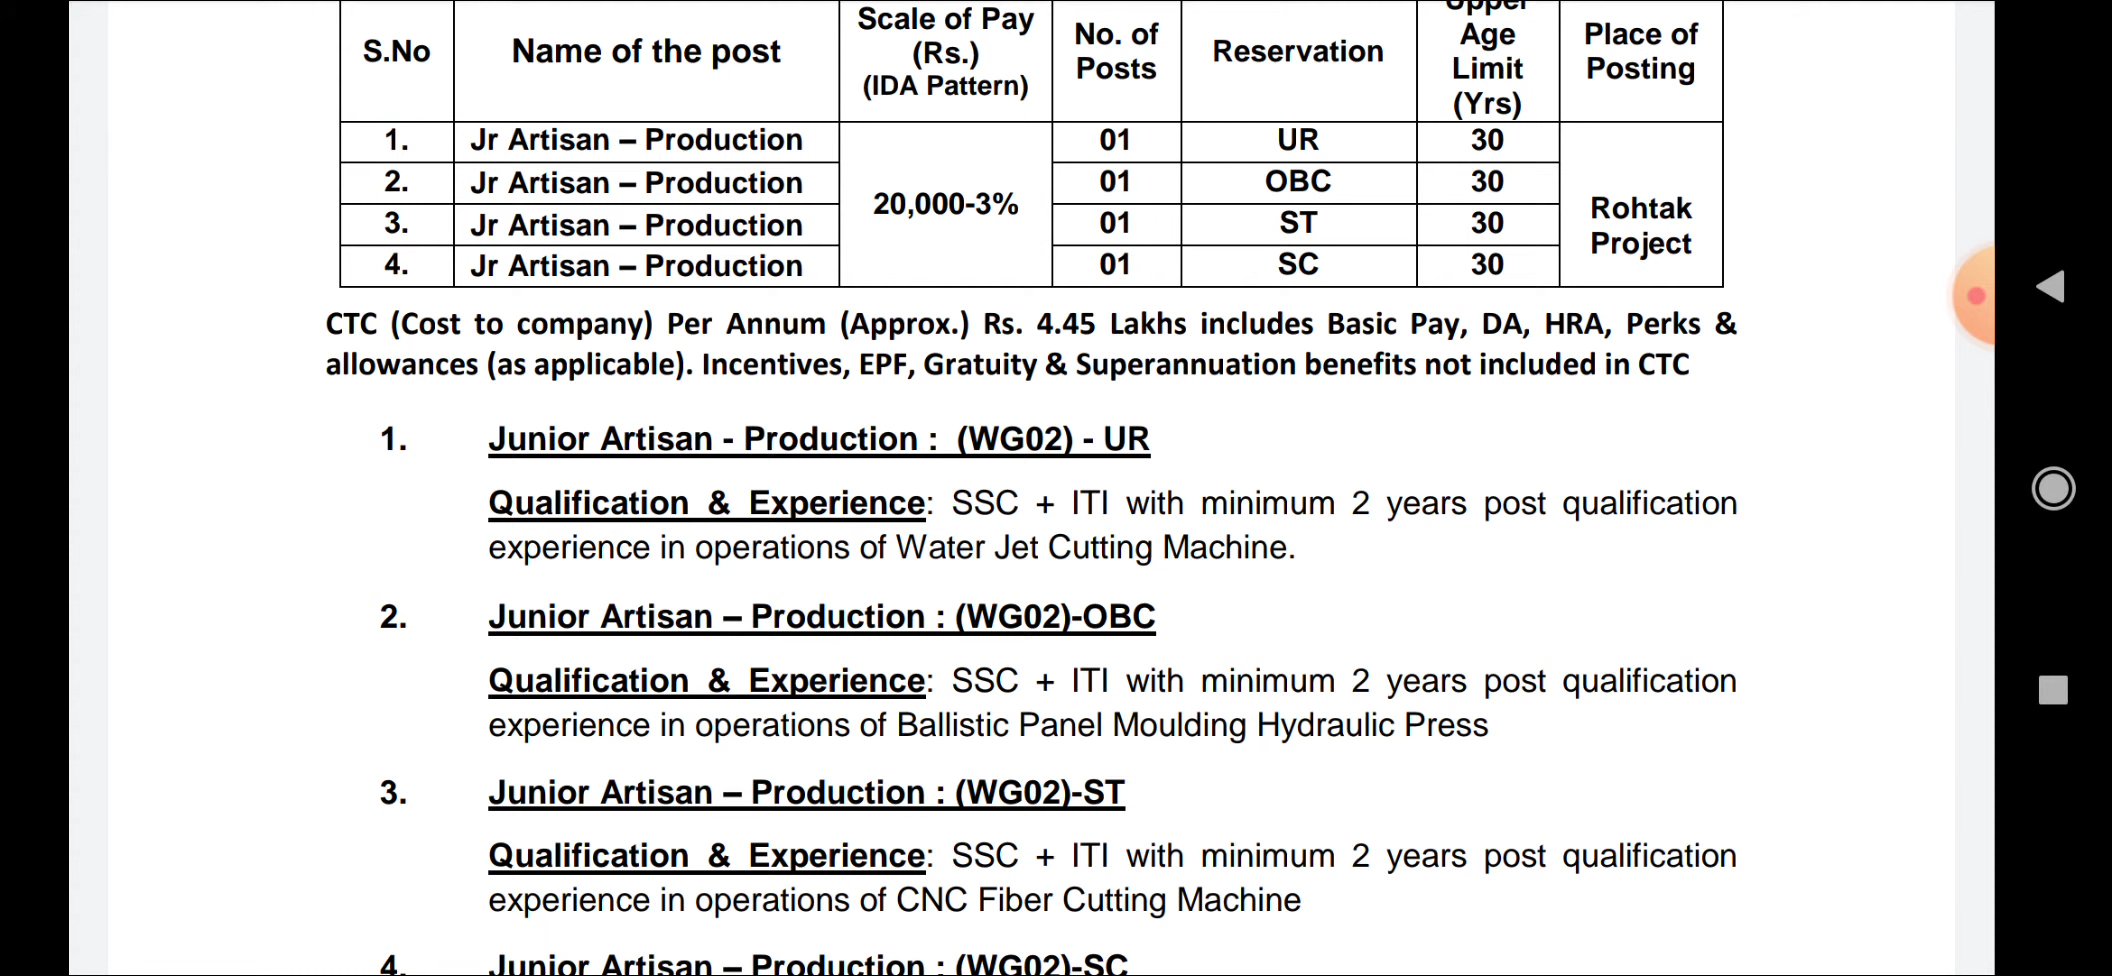 S.No
Name of the post
Scale of Pay
(Rs.)
(IDA Pattern)
No. of
Posts
Reservation
Upper
Age
Limit
(Yrs)
Place of
Posting
1. Jr Artisan – Production 01 UR 30
2. Jr Artisan – Production 01 OBC 30
3. Jr Artisan – Production 01 ST 30
4. Jr Artisan – Production 01 SC 30
20,000-3%
Rohtak
Project
CTC (Cost to company) Per Annum (Approx.) Rs. 4.45 Lakhs includes Basic Pay, DA, HRA, Perks &
allowances (as applicable). Incentives, EPF, Gratuity & Superannuation benefits not included in CTC
1. Junior Artisan - Production : (WG02) - UR
Qualification & Experience: SSC + ITI with minimum 2 years post qualification
experience in operations of Water Jet Cutting Machine.
2. Junior Artisan – Production : (WG02)-OBC
Qualification & Experience: SSC + ITI with minimum 2 years post qualification
experience in operations of Ballistic Panel Moulding Hydraulic Press
3. Junior Artisan – Production : (WG02)-ST
Qualification & Experience: SSC + ITI with minimum 2 years post qualification
experience in operations of CNC Fiber Cutting Machine
4. Junior Artisan – Production : (WG02)-SC